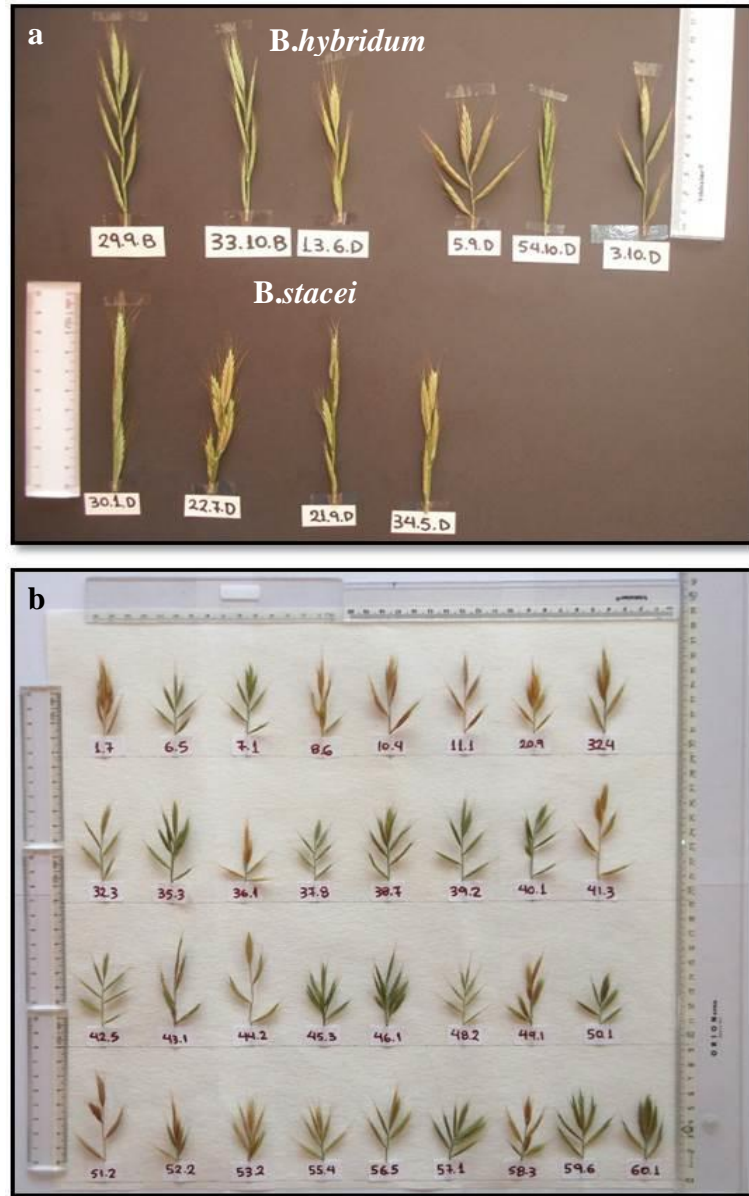 a
B.hybridum
29.9.B 33.10.B 13.6.D 5.9.D 54.10.D 3.10.D
B.stacei
30.1.D 22.7.D 21.9.D 34.5.D
b
1.7 6.5 7.1 8.6 10.4 11.1 20.9 32.4
32.3 35.3 36.1 37.8 38.7 39.2 40.1 41.3
42.5 43.1 44.2 45.3 46.1 48.2 49.1 50.1
51.2 52.2 53.2 55.4 56.5 57.1 58.3 59.6 60.1